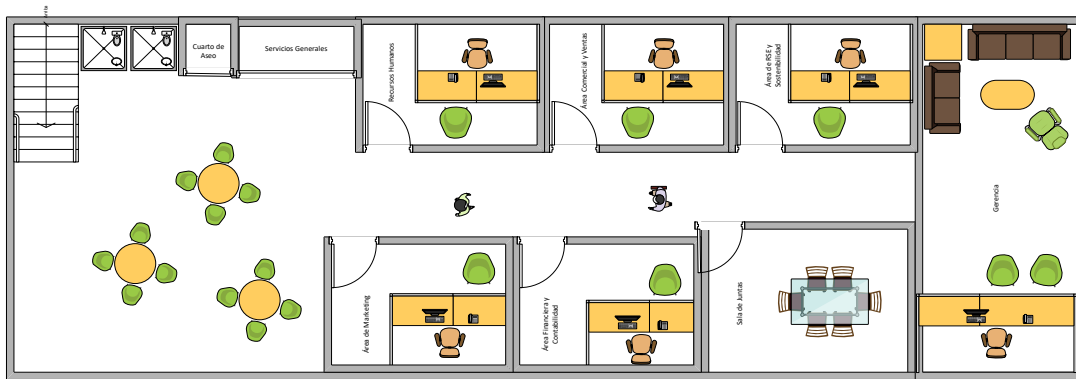 Cuarto de
Aseo
Servicios Generales
Recursos Humanos
Área Comercial y Ventas
Área de RSE y
Sostenibilidad
Gerencia
Área de Marketing
Área Financiera y
Contabilidad
Sala de Juntas